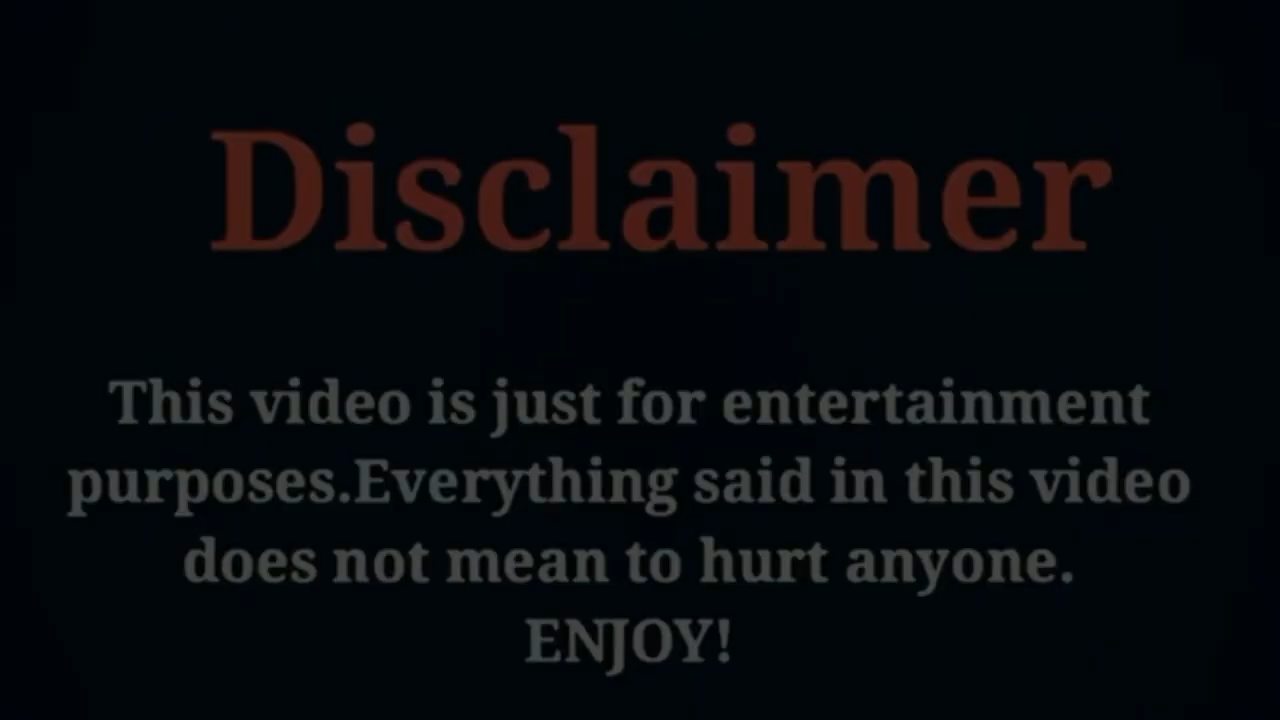 Disclaimer
This video is just for entertainment
purposes.Everything said in this video
does not mean to hurt anyone.
ENJOY!